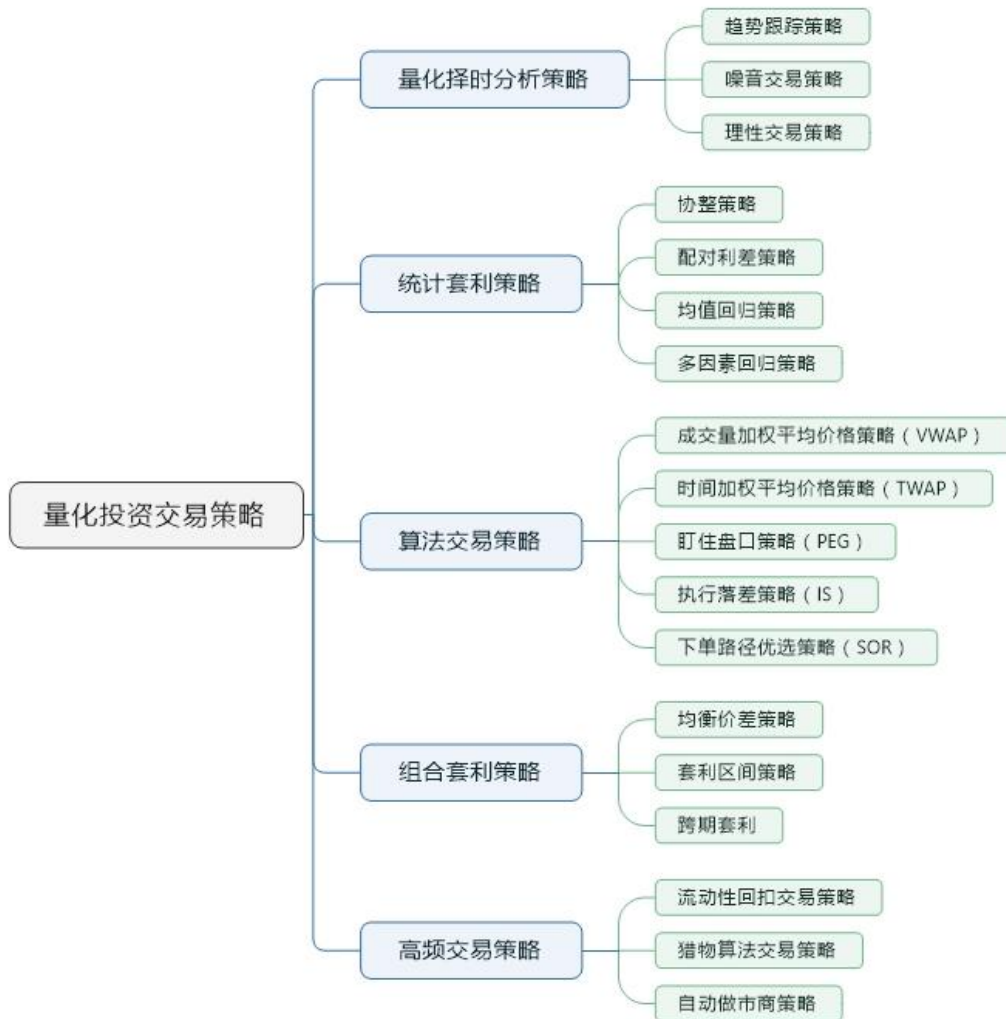 量化投资交易策略
量化择时分析策略
趋势跟踪策略
噪音交易策略
理性交易策略
统计套利策略
协整策略
配对利差策略
均值回归策略
多因素回归策略
算法交易策略
成交量加权平均价格策略（VWAP）
时间加权平均价格策略（TWAP）
盯住盘口策略（PEG）
执行落差策略（IS）
下单路径优选策略（SOR）
组合套利策略
均衡价差策略
套利区间策略
跨期套利
高频交易策略
流动性回扣交易策略
猎物算法交易策略
自动做市商策略